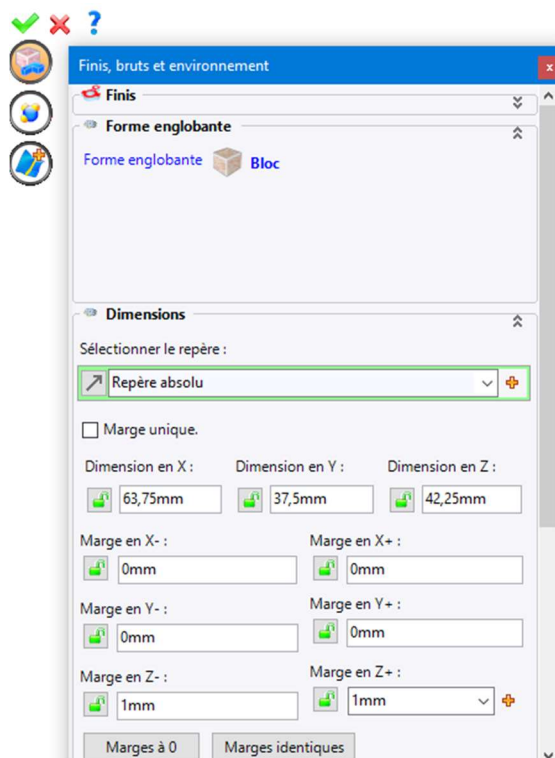 ?
Finis, bruts et environnement
x
Finis
Forme englobante
Forme englobante Bloc
Dimensions
Sélectionner le repère :
Repère absolu
Marge unique.
Dimension en X : Dimension en Y : Dimension en Z :
63,75mm 37,5mm 42,25mm
Marge en X- : Marge en X+ :
0mm 0mm
Marge en Y- : Marge en Y+ :
0mm 0mm
Marge en Z- : Marge en Z+ :
1mm 1mm
Marges à 0 Marges identiques